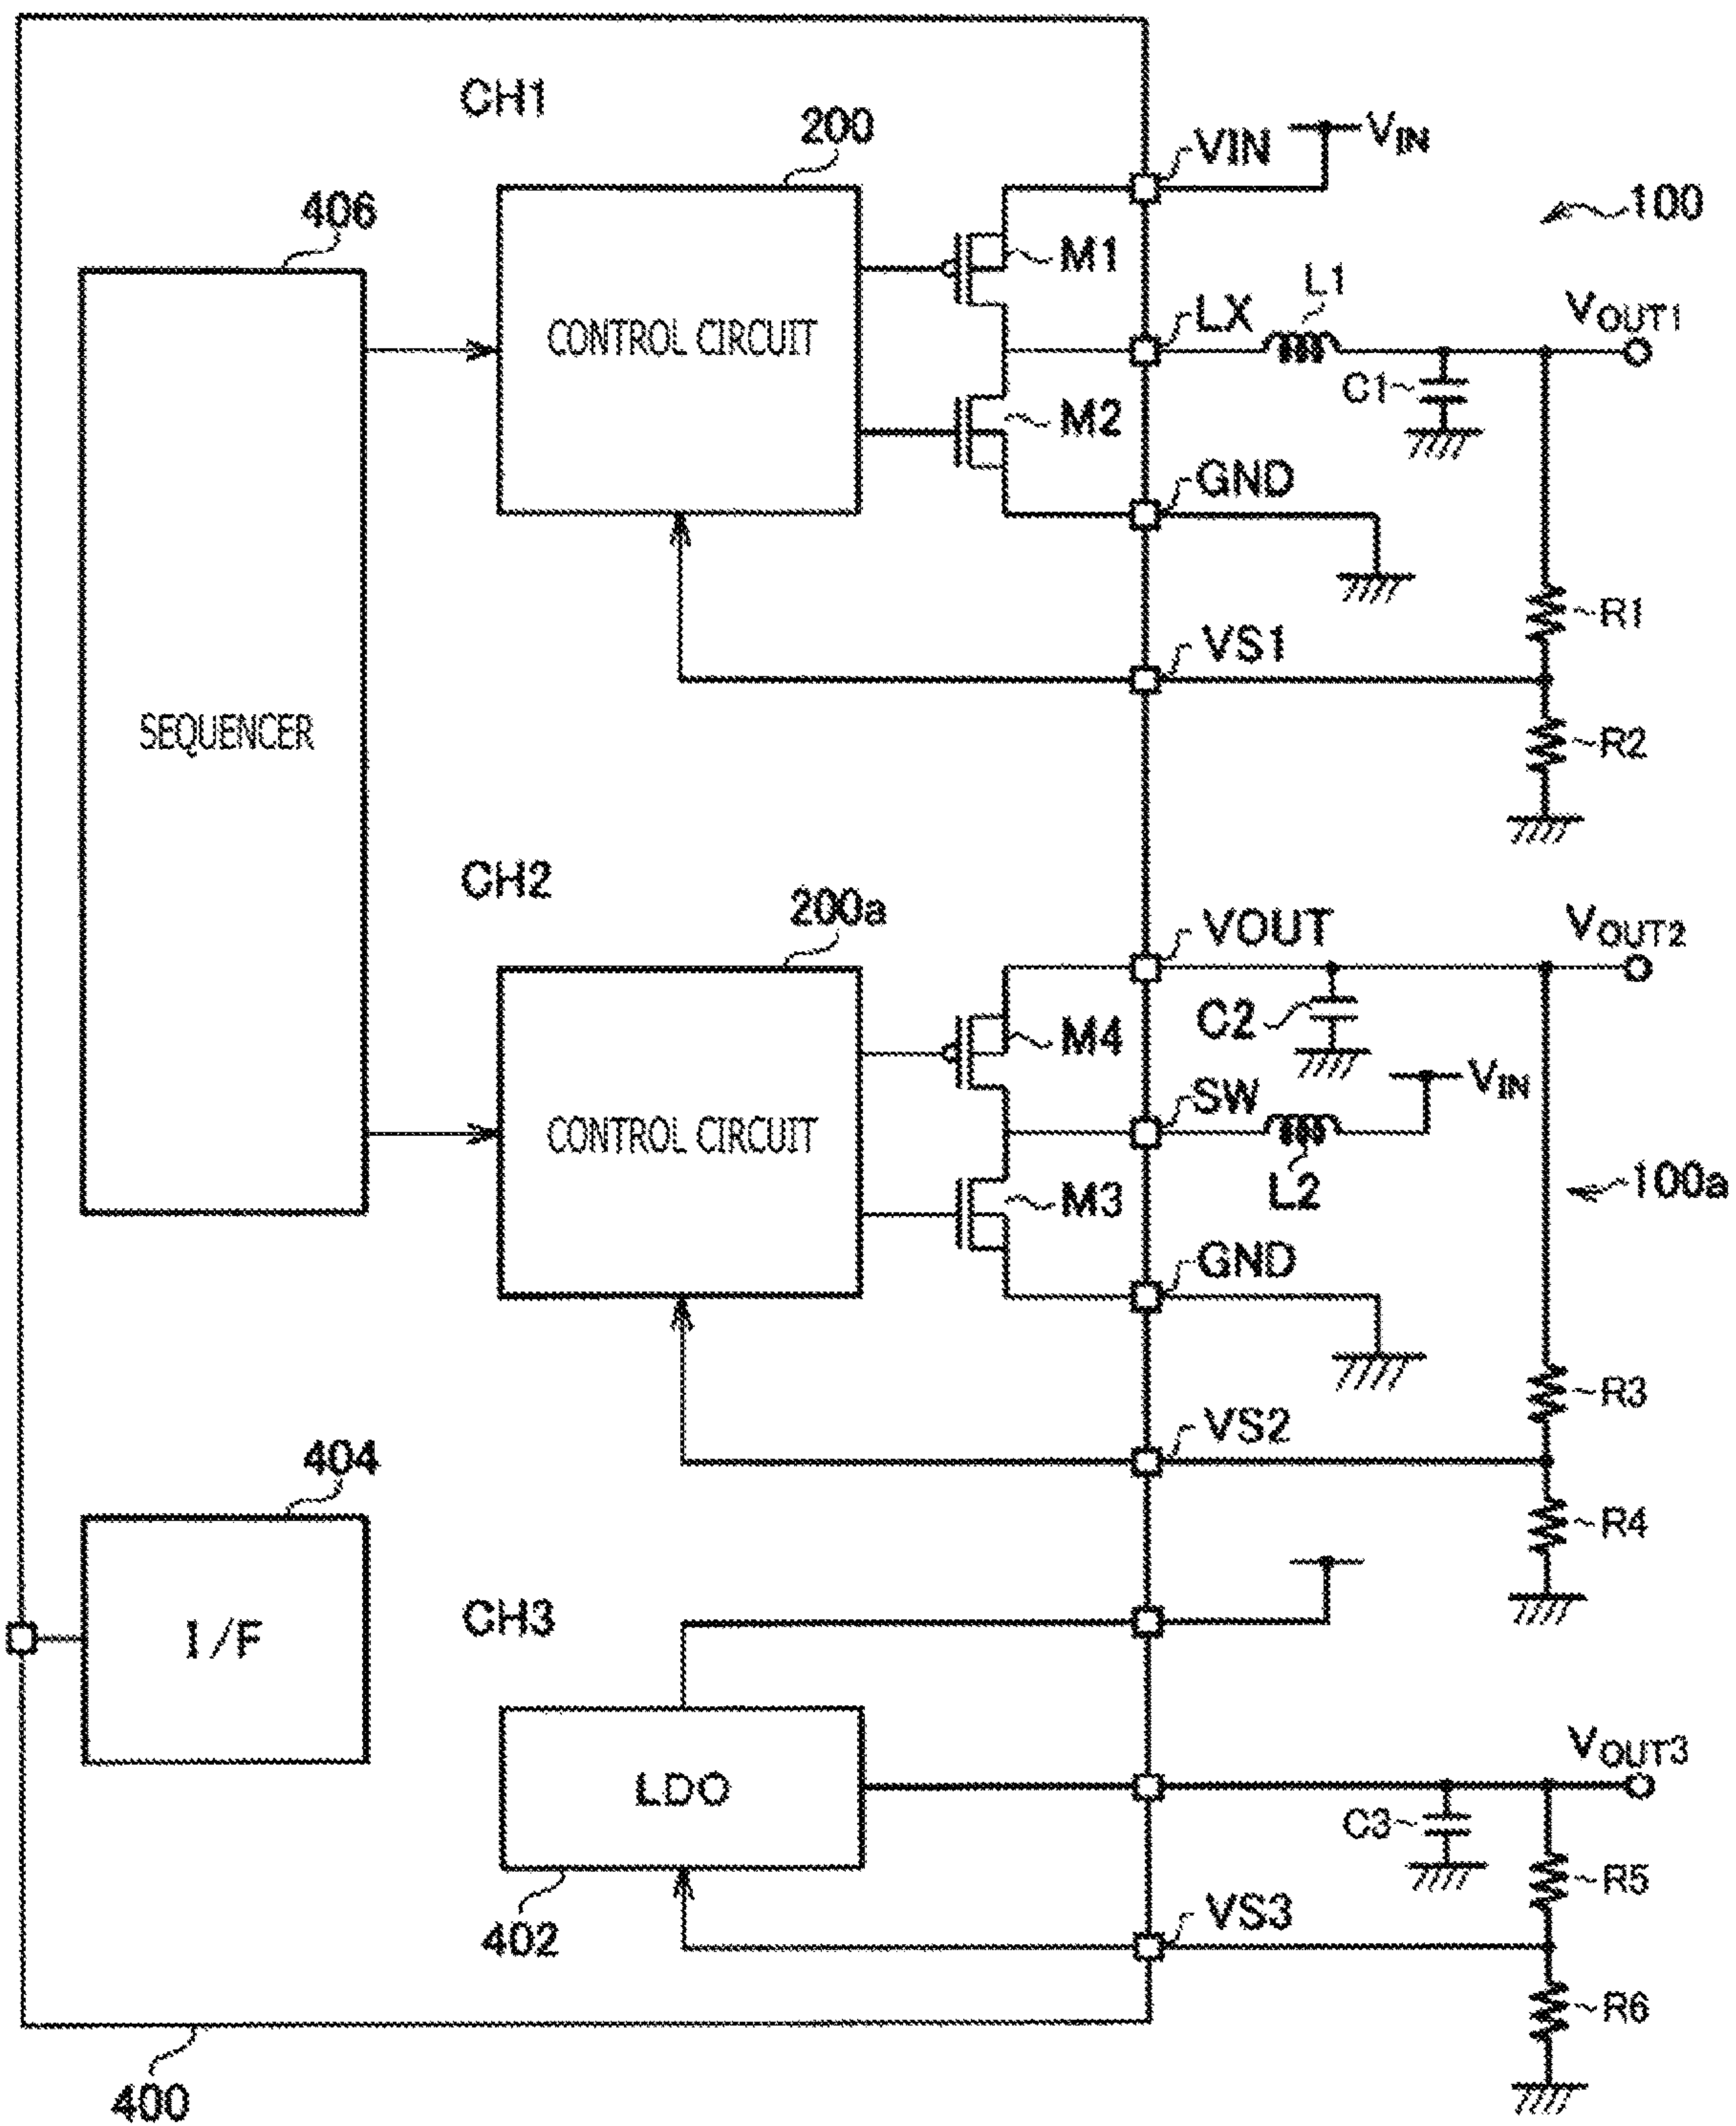 CH1
200
VIN
VIN
406
100
M1
L1
LX
VOUT1
CONTROL CIRCUIT
C1
M2
GND
R1
VS1
SEQUENCER
R2
CH2
200a
VOUT
VOUT2
C2
M4
VIN
SW
CONTROL CIRCUIT
L2
100a
M3
GND
R3
VS2
404
R4
CH3
I/F
VOUT3
LDO
C3
R5
VS3
402
R6
400